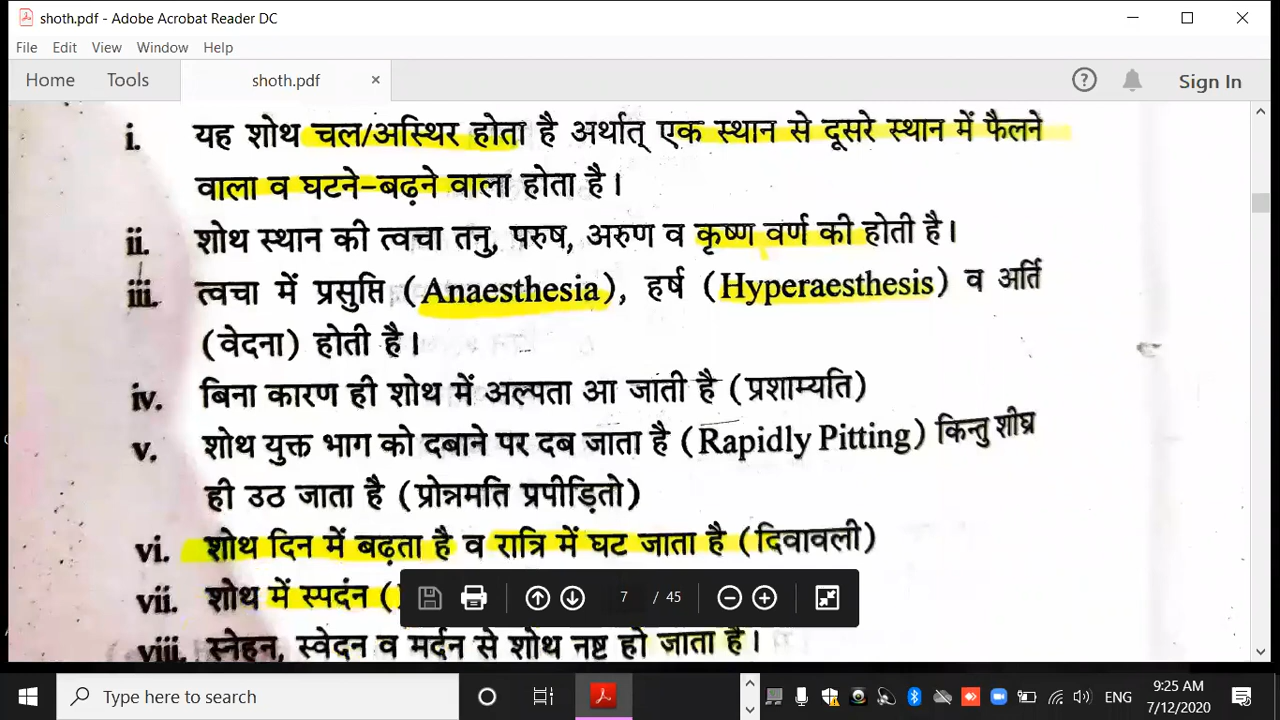 shoth.pdf - Adobe Acrobat Reader DC
File Edit View Window Help
Home Tools shoth.pdf × Sign In
i. यह शोथ चल/अस्थिर होता है अर्थात् एक स्थान से दूसरे स्थान में फैलने
वाला व घटने-बढ़ने वाला होता है।
ii. शोथ स्थान की त्वचा तनु, परुष, अरुण व कृष्ण वर्ण की होती है।
iii. त्वचा में प्रसुप्ति (Anaesthesia), हर्ष (Hyperaesthesis) व अर्ति
(वेदना) होती है।
iv. बिना कारण ही शोथ में अल्पता आ जाती है (प्रशाम्यति)
v. शोथ युक्त भाग को दबाने पर दब जाता है (Rapidly Pitting) किन्तु शीघ्र
ही उठ जाता है (प्रोन्नमति प्रपीड़ितो)
vi. शोथ दिन में बढ़ता है व रात्रि में घट जाता है (दिवावली)
vii. शोथ में स्पदंन (
7 / 45
viii. स्नेहन, स्वेदन व मर्दन से शोथ नष्ट हो जाता है।
Type here to search
ENG
9:25 AM
7/12/2020